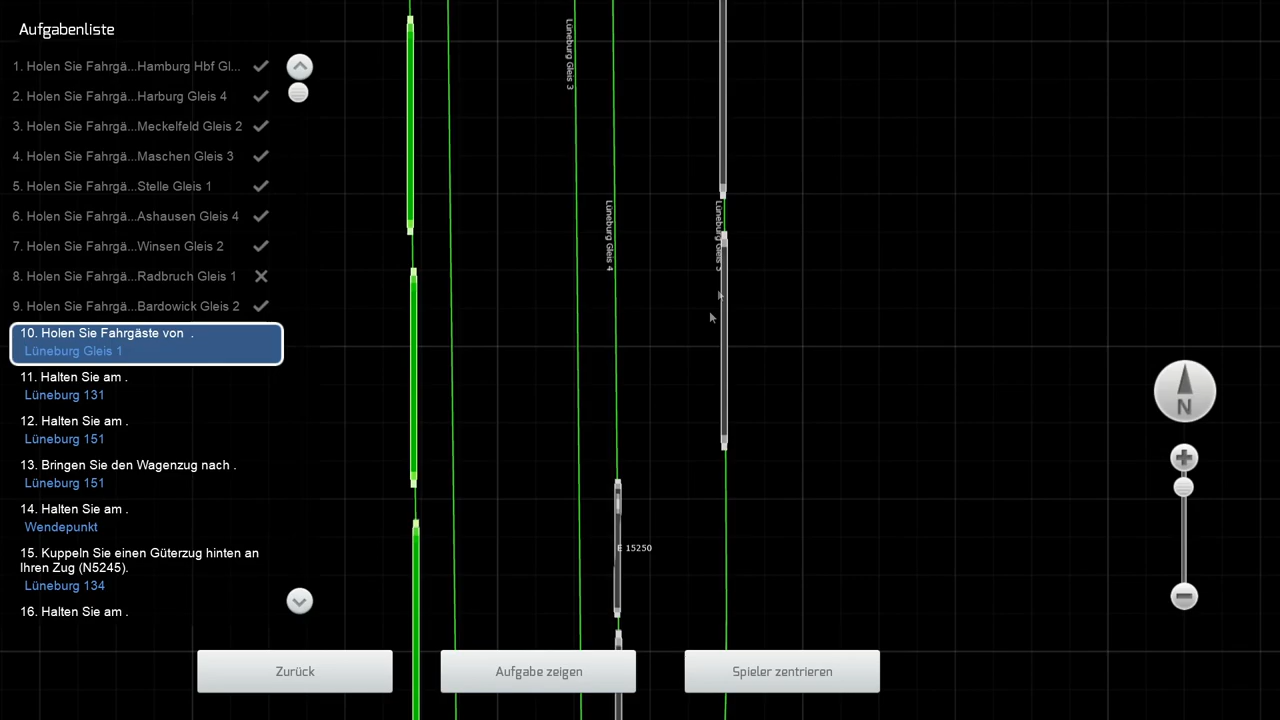 Aufgabenliste
1. Holen Sie Fahrgä...Hamburg Hbf Gl...
2. Holen Sie Fahrgä...Harburg Gleis 4
3. Holen Sie Fahrgä...Meckelfeld Gleis 2
4. Holen Sie Fahrgä...Maschen Gleis 3
5. Holen Sie Fahrgä...Stelle Gleis 1
6. Holen Sie Fahrgä...Ashausen Gleis 4
7. Holen Sie Fahrgä...Winsen Gleis 2
8. Holen Sie Fahrgä...Radbruch Gleis 1
9. Holen Sie Fahrgä...Bardowick Gleis 2
10. Holen Sie Fahrgäste von  .
Lüneburg Gleis 1
11. Halten Sie am .
Lüneburg 131
12. Halten Sie am .
Lüneburg 151
13. Bringen Sie den Wagenzug nach .
Lüneburg 151
14. Halten Sie am .
Wendepunkt
15. Kuppeln Sie einen Güterzug hinten an
Ihren Zug (N5245).
Lüneburg 134
16. Halten Sie am .
Lüneburg Gleis 3
Lüneburg Gleis 4
Lüneburg Gleis
E 15250
N
Zurück
Aufgabe zeigen
Spieler zentrieren